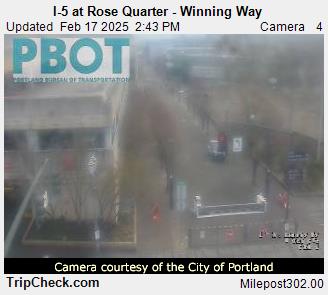 I-5 at Rose Quarter - Winning Way
Updated Feb 17 2025 2:43 PM Camera 4
PBOT
PORTLAND BUREAU OF TRANSPORTATION
Camera courtesy of the City of Portland
TripCheck.com Milepost302.00